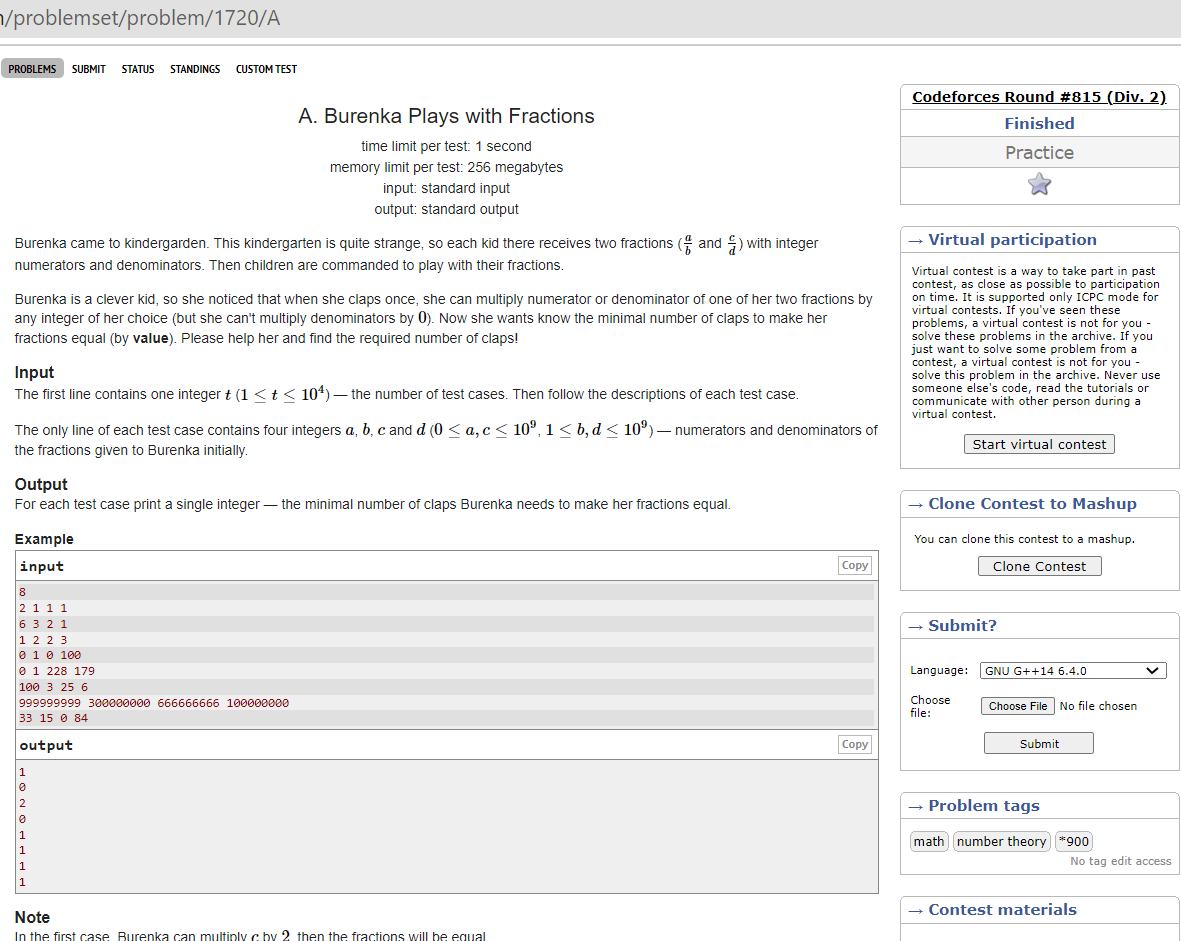 n/problemset/problem/1720/A
PROBLEMS SUBMIT STATUS STANDINGS CUSTOM TEST
A. Burenka Plays with Fractions
time limit per test: 1 second
memory limit per test: 256 megabytes
input: standard input
output: standard output
Burenka came to kindergarden. This kindergarten is quite strange, so each kid there receives two fractions (a/b and c/d) with integer
numerators and denominators. Then children are commanded to play with their fractions.
Burenka is a clever kid, so she noticed that when she claps once, she can multiply numerator or denominator of one of her two fractions by
any integer of her choice (but she can't multiply denominators by 0). Now she wants know the minimal number of claps to make her
fractions equal (by value). Please help her and find the required number of claps!
Input
The first line contains one integer t (1 ≤ t ≤ 10⁴) — the number of test cases. Then follow the descriptions of each test case.
The only line of each test case contains four integers a, b, c and d (0 ≤ a, c ≤ 10⁹, 1 ≤ b, d ≤ 10⁹) — numerators and denominators of
the fractions given to Burenka initially.
Output
For each test case print a single integer — the minimal number of claps Burenka needs to make her fractions equal.
Example
input
Copy
8
2 1 1 1
6 3 2 1
1 2 2 3
0 1 0 100
0 1 228 179
100 3 25 6
999999999 300000000 666666666 100000000
33 15 0 84
output
Copy
1
0
2
0
1
1
1
1
Note
In the first case, Burenka can multiply c by 2, then the fractions will be equal.
Codeforces Round #815 (Div. 2)
Finished
Practice
→ Virtual participation
Virtual contest is a way to take part in past
contest, as close as possible to participation
on time. It is supported only ICPC mode for
virtual contests. If you've seen these
problems, a virtual contest is not for you -
solve these problems in the archive. If you
just want to solve some problem from a
contest, a virtual contest is not for you -
solve this problem in the archive. Never use
someone else's code, read the tutorials or
communicate with other person during a
virtual contest.
Start virtual contest
→ Clone Contest to Mashup
You can clone this contest to a mashup.
Clone Contest
→ Submit?
Language: GNU G++14 6.4.0
Choose
file:
Choose File No file chosen
Submit
→ Problem tags
math number theory *900
No tag edit access
→ Contest materials